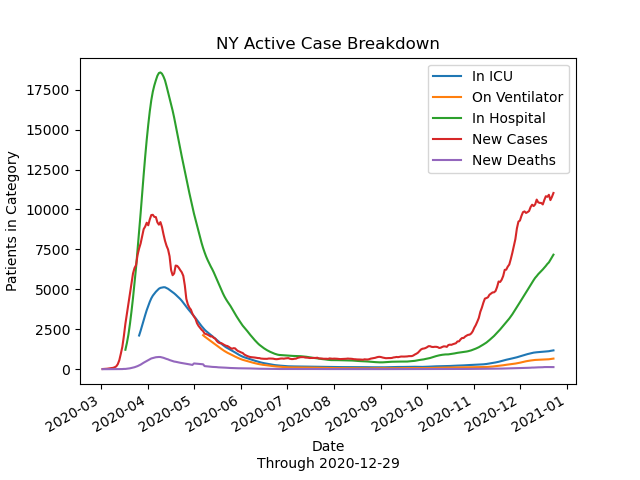 NY Active Case Breakdown
Patients in Category
17500
15000
12500
10000
7500
5000
2500
0
In ICU
On Ventilator
In Hospital
New Cases
New Deaths
2020-03
2020-04
2020-05
2020-06
2020-07
2020-08
2020-09
2020-10
2020-11
2020-12
2021-01
Date
Through 2020-12-29